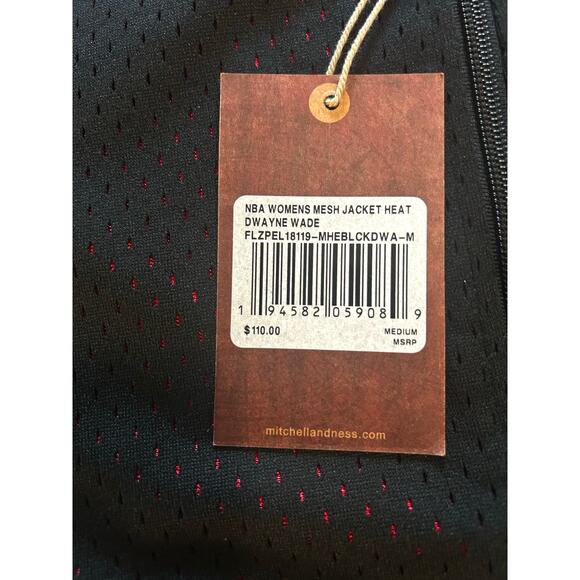 NBA WOMENS MESH JACKET HEAT
DWAYNE WADE
FLZPEL18119-MHEBLCKDWA-M
1 94582 05908 9
$110.00 MEDIUM
MSRP
mitchellandness.com